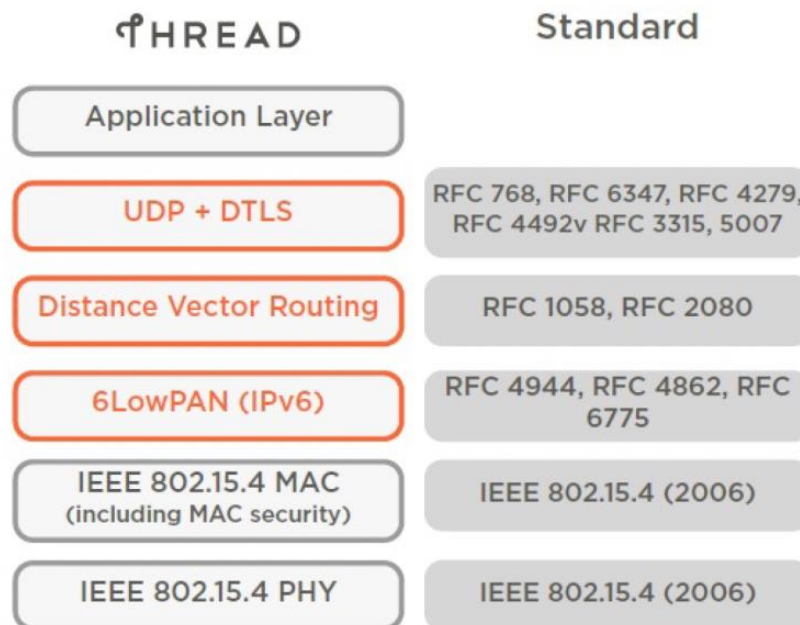 THREAD
Standard
Application Layer
UDP + DTLS
RFC 768, RFC 6347, RFC 4279,
RFC 4492v RFC 3315, 5007
Distance Vector Routing
RFC 1058, RFC 2080
6LowPAN (IPv6)
RFC 4944, RFC 4862, RFC
6775
IEEE 802.15.4 MAC
(including MAC security)
IEEE 802.15.4 (2006)
IEEE 802.15.4 PHY
IEEE 802.15.4 (2006)